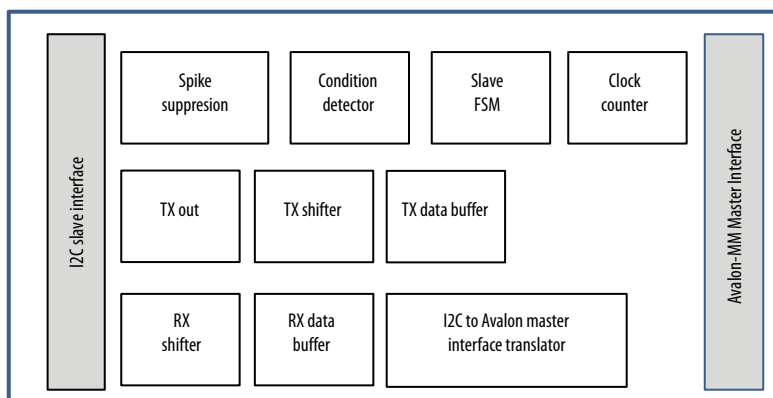 I2C slave interface
Spike
suppresion
Condition
detector
Slave
FSM
Clock
counter
TX out
TX shifter
TX data buffer
RX
shifter
RX data
buffer
I2C to Avalon master
interface translator
Avalon-MM Master Interface